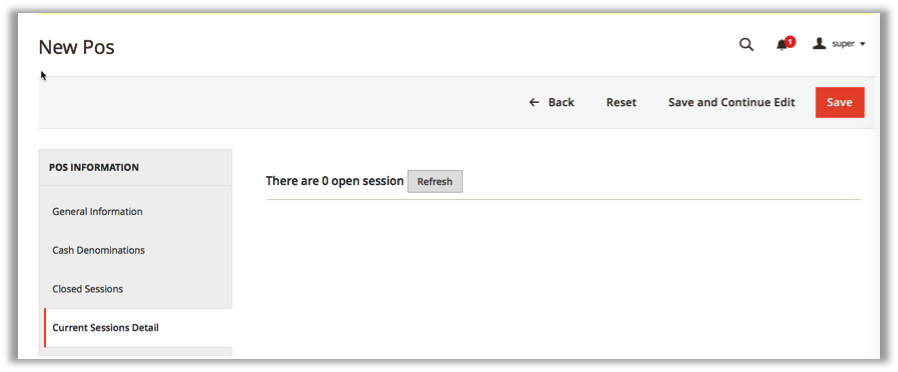 New Pos
1
super
Back
Reset
Save and Continue Edit
Save
POS INFORMATION
General Information
Cash Denominations
Closed Sessions
Current Sessions Detail
There are 0 open session
Refresh